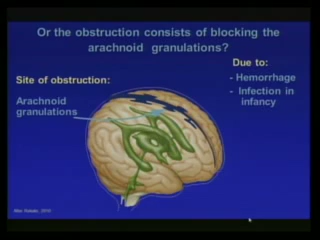 Or the obstruction consists of blocking the
arachnoid granulations?
Due to:
- Hemorrhage
- Infection in
infancy
Site of obstruction:
Arachnoid
granulations